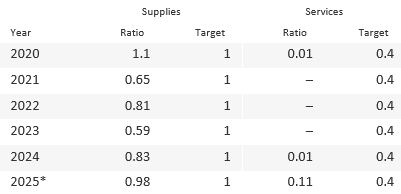 Supplies Services
Year Ratio Target Ratio Target
2020 1.1 1 0.01 0.4
2021 0.65 1 – 0.4
2022 0.81 1 – 0.4
2023 0.59 1 – 0.4
2024 0.83 1 0.01 0.4
2025* 0.98 1 0.11 0.4